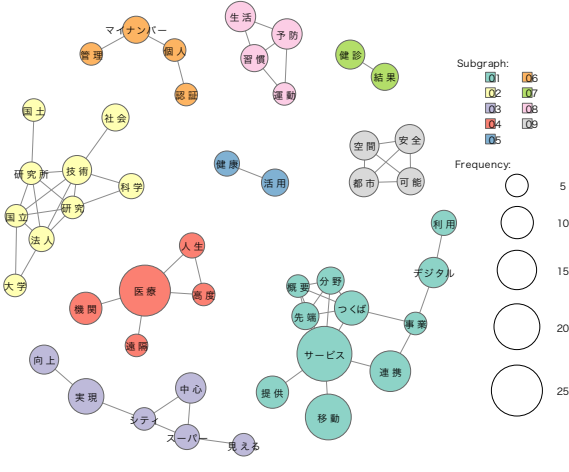 マイナンバー
管理
個人
認証
生活
予防
習慣
運動
健診
結果
Subgraph:
01
02
03
04
05
06
07
08
09
国土
社会
研究所
技術
科学
国立
研究
法人
大学
健康
活用
空間
安全
都市
可能
Frequency:
5
10
15
20
25
人生
医療
高度
機関
遠隔
利用
デジタル
概要
分野
先端
つくば
事業
サービス
連携
提供
移動
向上
実現
中心
シティ
スーパー
見える